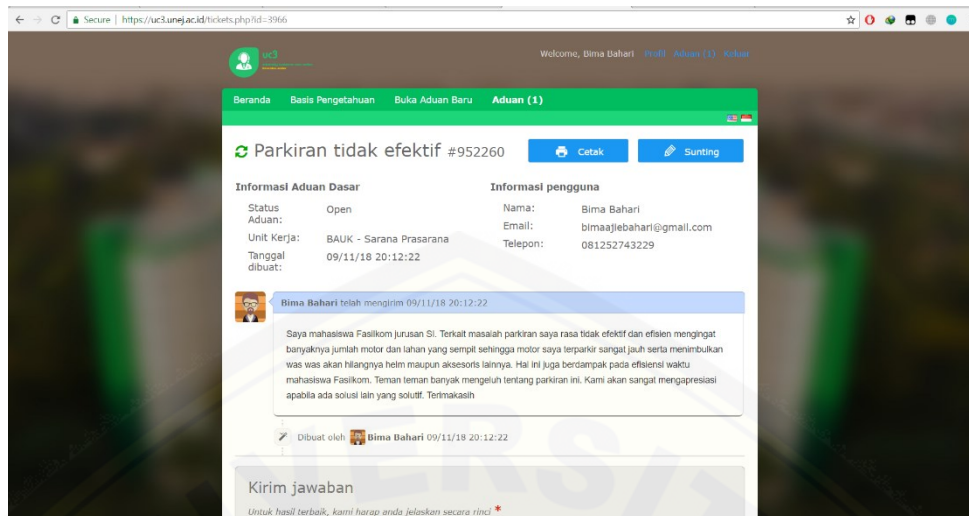 Secure | https://uc3.unej.ac.id/tickets.php?id=3966
uc3
Welcome, Bima Bahari Profil Aduan (1) Keluar
Beranda Basis Pengetahuan Buka Aduan Baru Aduan (1)
Parkiran tidak efektif #952260
Cetak
Sunting
Informasi Aduan Dasar
Status Aduan: Open
Unit Kerja: BAUK - Sarana Prasarana
Tanggal dibuat: 09/11/18 20:12:22
Informasi pengguna
Nama: Bima Bahari
Email: bimaajiebahari@gmail.com
Telepon: 081252743229
Bima Bahari telah mengirim 09/11/18 20:12:22
Saya mahasiswa Fasilkom jurusan SI. Terkait masalah parkiran saya rasa tidak efektif dan efisien mengingat
banyaknya jumlah motor dan lahan yang sempit sehingga motor saya terparkir sangat jauh serta menimbulkan
was was akan hilangnya helm maupun aksesoris lainnya. Hal ini juga berdampak pada efisiensi waktu
mahasiswa Fasilkom. Teman teman banyak mengeluh tentang parkiran ini. Kami akan sangat mengapresiasi
apabila ada solusi lain yang solutif. Terimakasih
Dibuat oleh Bima Bahari 09/11/18 20:12:22
Kirim jawaban
Untuk hasil terbaik, kami harap anda jelaskan secara rinci *
VERSIT